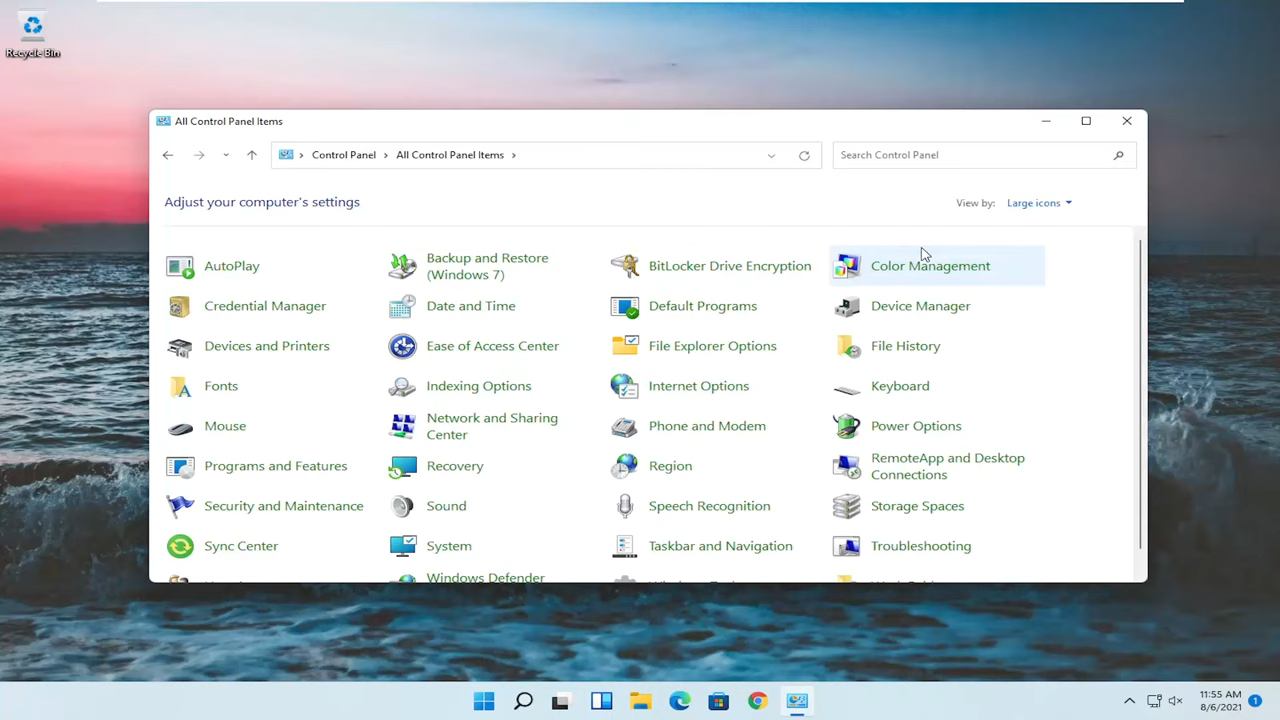 Recycle Bin
All Control Panel Items
Control Panel
All Control Panel Items
Search Control Panel
Adjust your computer's settings
View by:
Large icons
AutoPlay
Backup and Restore
(Windows 7)
BitLocker Drive Encryption
Color Management
Credential Manager
Date and Time
Default Programs
Device Manager
Devices and Printers
Ease of Access Center
File Explorer Options
File History
Fonts
Indexing Options
Internet Options
Keyboard
Mouse
Network and Sharing
Center
Phone and Modem
Power Options
Programs and Features
Recovery
Region
RemoteApp and Desktop
Connections
Security and Maintenance
Sound
Speech Recognition
Storage Spaces
Sync Center
System
Taskbar and Navigation
Troubleshooting
Windows Defender
11:55 AM
8/6/2021
1